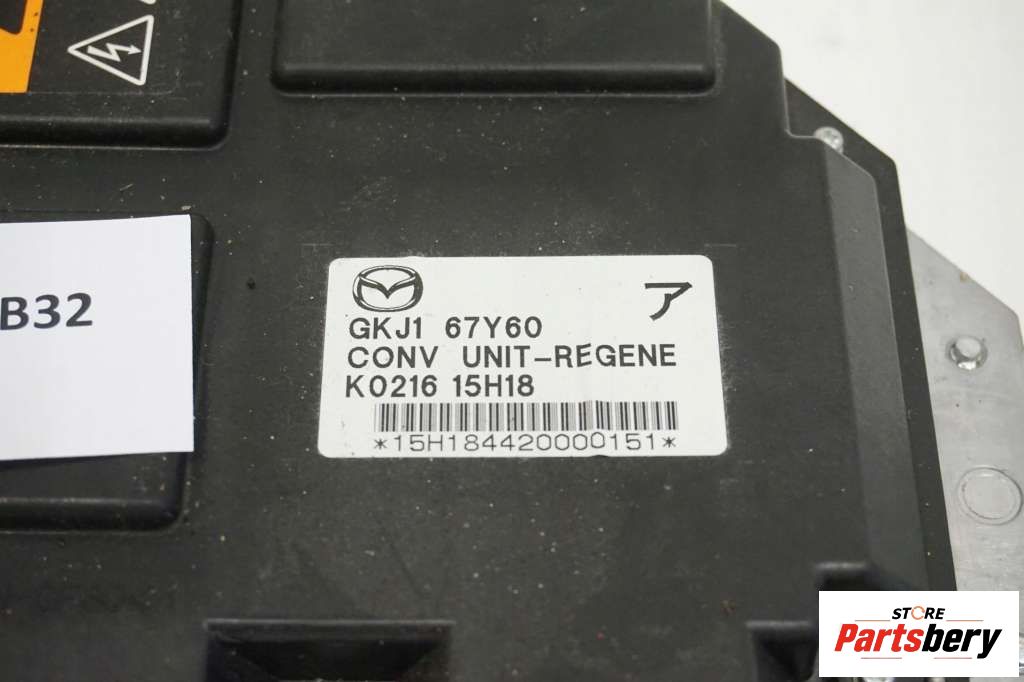 B32
ア
GKJ1 67Y60
CONV UNIT-REGENE
K0216 15H18
*15H184420000151*
STORE
Partsbery